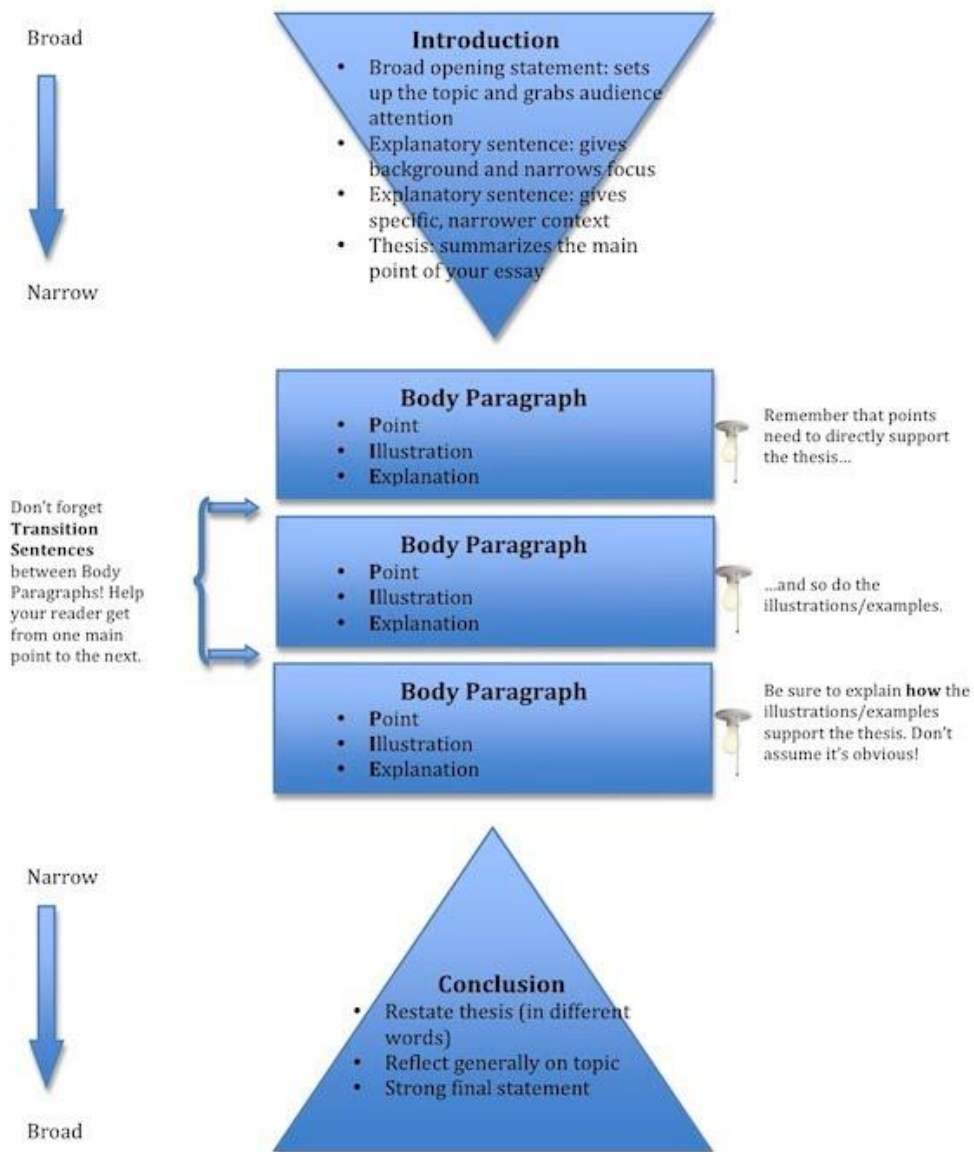 Broad
Introduction
• Broad opening statement: sets
up the topic and grabs audience
attention
• Explanatory sentence: gives
background and narrows focus
• Explanatory sentence: gives
specific, narrower context
• Thesis: summarizes the main
point of your essay
Narrow
Body Paragraph
• Point
• Illustration
• Explanation
Remember that points
need to directly support
the thesis...
Don't forget
Transition
Sentences
between Body
Paragraphs! Help
your reader get
from one main
point to the next.
Body Paragraph
• Point
• Illustration
• Explanation
...and so do the
illustrations/examples.
Body Paragraph
• Point
• Illustration
• Explanation
Be sure to explain how the
illustrations/examples
support the thesis. Don't
assume it's obvious!
Narrow
Conclusion
• Restate thesis (in different
words)
• Reflect generally on topic
• Strong final statement
Broad